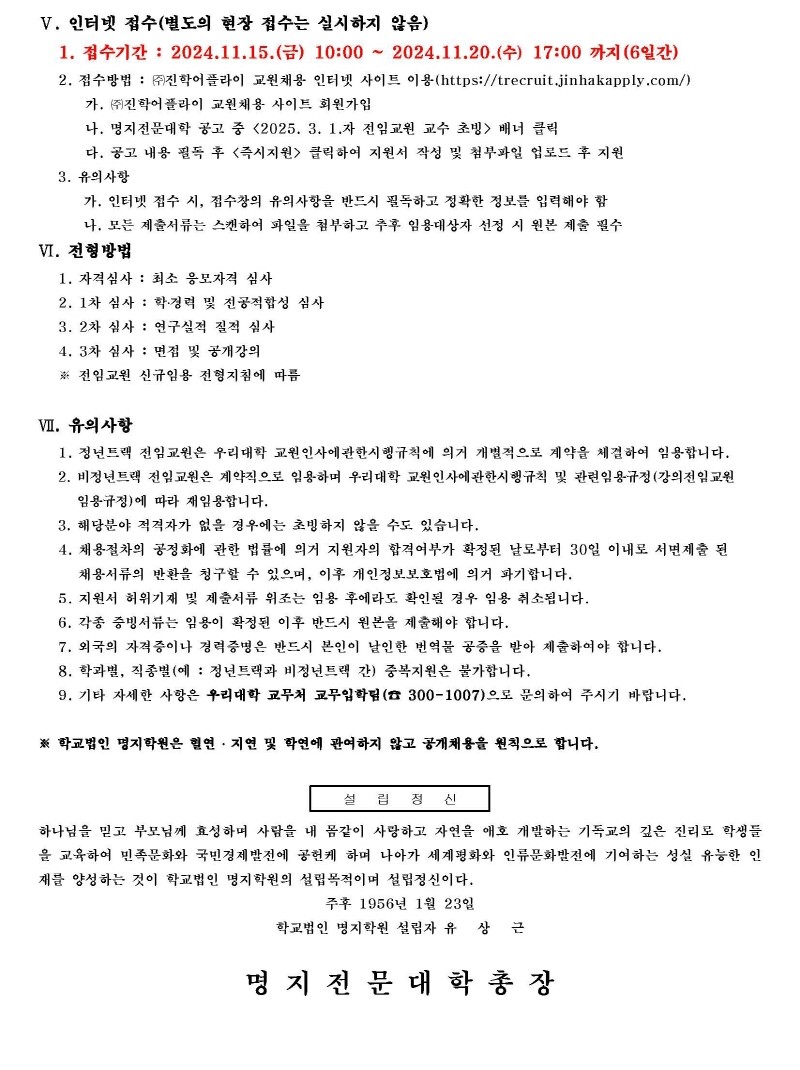 Ⅴ. 인터넷 접수(별도의 현장 접수는 실시하지 않음)
1. 접수기간 : 2024.11.15.(금) 10:00 ~ 2024.11.20.(수) 17:00 까지(6일간)
2. 접수방법 : ㈜진학어플라이 교원채용 인터넷 사이트 이용(https://trecruit.jinhakapply.com/)
가. ㈜진학어플라이 교원채용 사이트 회원가입
나. 명지전문대학 공고 중 <2025. 3. 1.자 전임교원 교수 초빙> 배너 클릭
다. 공고 내용 필독 후 <즉시지원> 클릭하여 지원서 작성 및 첨부파일 업로드 후 지원
3. 유의사항
가. 인터넷 접수 시, 접수창의 유의사항을 반드시 필독하고 정확한 정보를 입력해야 함
나. 모든 제출서류는 스캔하여 파일을 첨부하고 추후 임용대상자 선정 시 원본 제출 필수
Ⅵ. 전형방법
1. 자격심사 : 최소 응모자격 심사
2. 1차 심사 : 학·경력 및 전공적합성 심사
3. 2차 심사 : 연구실적 질적 심사
4. 3차 심사 : 면접 및 공개강의
※ 전임교원 신규임용 전형지침에 따름
Ⅶ. 유의사항
1. 정년트랙 전임교원은 우리대학 교원인사에관한시행규칙에 의거 개별적으로 계약을 체결하여 임용합니다.
2. 비정년트랙 전임교원은 계약직으로 임용하며 우리대학 교원인사에관한시행규칙 및 관련임용규정(강의전임교원
임용규정)에 따라 재임용합니다.
3. 해당분야 적격자가 없을 경우에는 초빙하지 않을 수도 있습니다.
4. 채용절차의 공정화에 관한 법률에 의거 지원자의 합격여부가 확정된 날로부터 30일 이내로 서면제출 된
채용서류의 반환을 청구할 수 있으며, 이후 개인정보보호법에 의거 파기합니다.
5. 지원서 허위기재 및 제출서류 위조는 임용 후에라도 확인될 경우 임용 취소됩니다.
6. 각종 증빙서류는 임용이 확정된 이후 반드시 원본을 제출해야 합니다.
7. 외국의 자격증이나 경력증명은 반드시 본인이 날인한 번역물 공증을 받아 제출하여야 합니다.
8. 학과별, 직종별(예 : 정년트랙과 비정년트랙 간) 중복지원은 불가합니다.
9. 기타 자세한 사항은 우리대학 교무처 교무입학팀(☎ 300-1007)으로 문의하여 주시기 바랍니다.
※ 학교법인 명지학원은 혈연 · 지연 및 학연에 관여하지 않고 공개채용을 원칙으로 합니다.
설 립 정 신
하나님을 믿고 부모님께 효성하며 사람을 내 몸같이 사랑하고 자연을 애호 개발하는 기독교의 깊은 진리로 학생들
을 교육하여 민족문화와 국민경제발전에 공헌케 하며 나아가 세계평화와 인류문화발전에 기여하는 성실 유능한 인
재를 양성하는 것이 학교법인 명지학원의 설립목적이며 설립정신이다.
주후 1956년 1월 23일
학교법인 명지학원 설립자 유 상 근
명 지 전 문 대 학 총 장